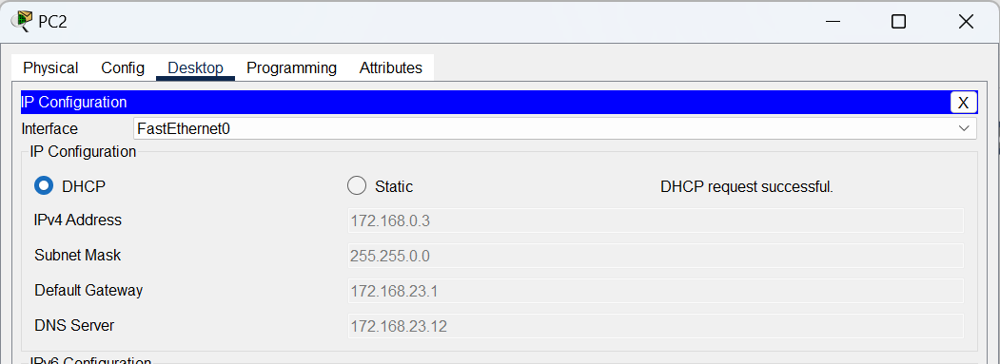 PC2
Physical Config Desktop Programming Attributes
IP Configuration X
Interface FastEthernet0
IP Configuration
DHCP Static DHCP request successful.
IPv4 Address 172.168.0.3
Subnet Mask 255.255.0.0
Default Gateway 172.168.23.1
DNS Server 172.168.23.12
IPv6 Configuration